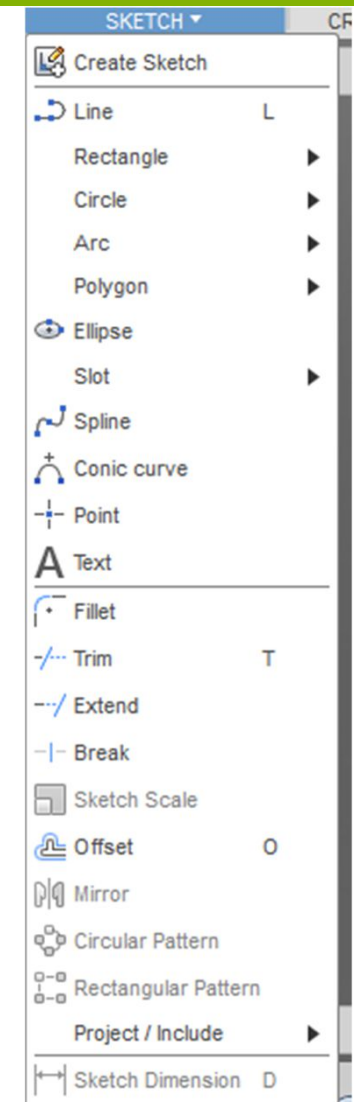 SKETCH CR
Create Sketch
Line L
Rectangle
Circle
Arc
Polygon
Ellipse
Slot
Spline
Conic curve
Point
A Text
Fillet
Trim T
Extend
Break
Sketch Scale
Offset O
Mirror
Circular Pattern
Rectangular Pattern
Project / Include
Sketch Dimension D